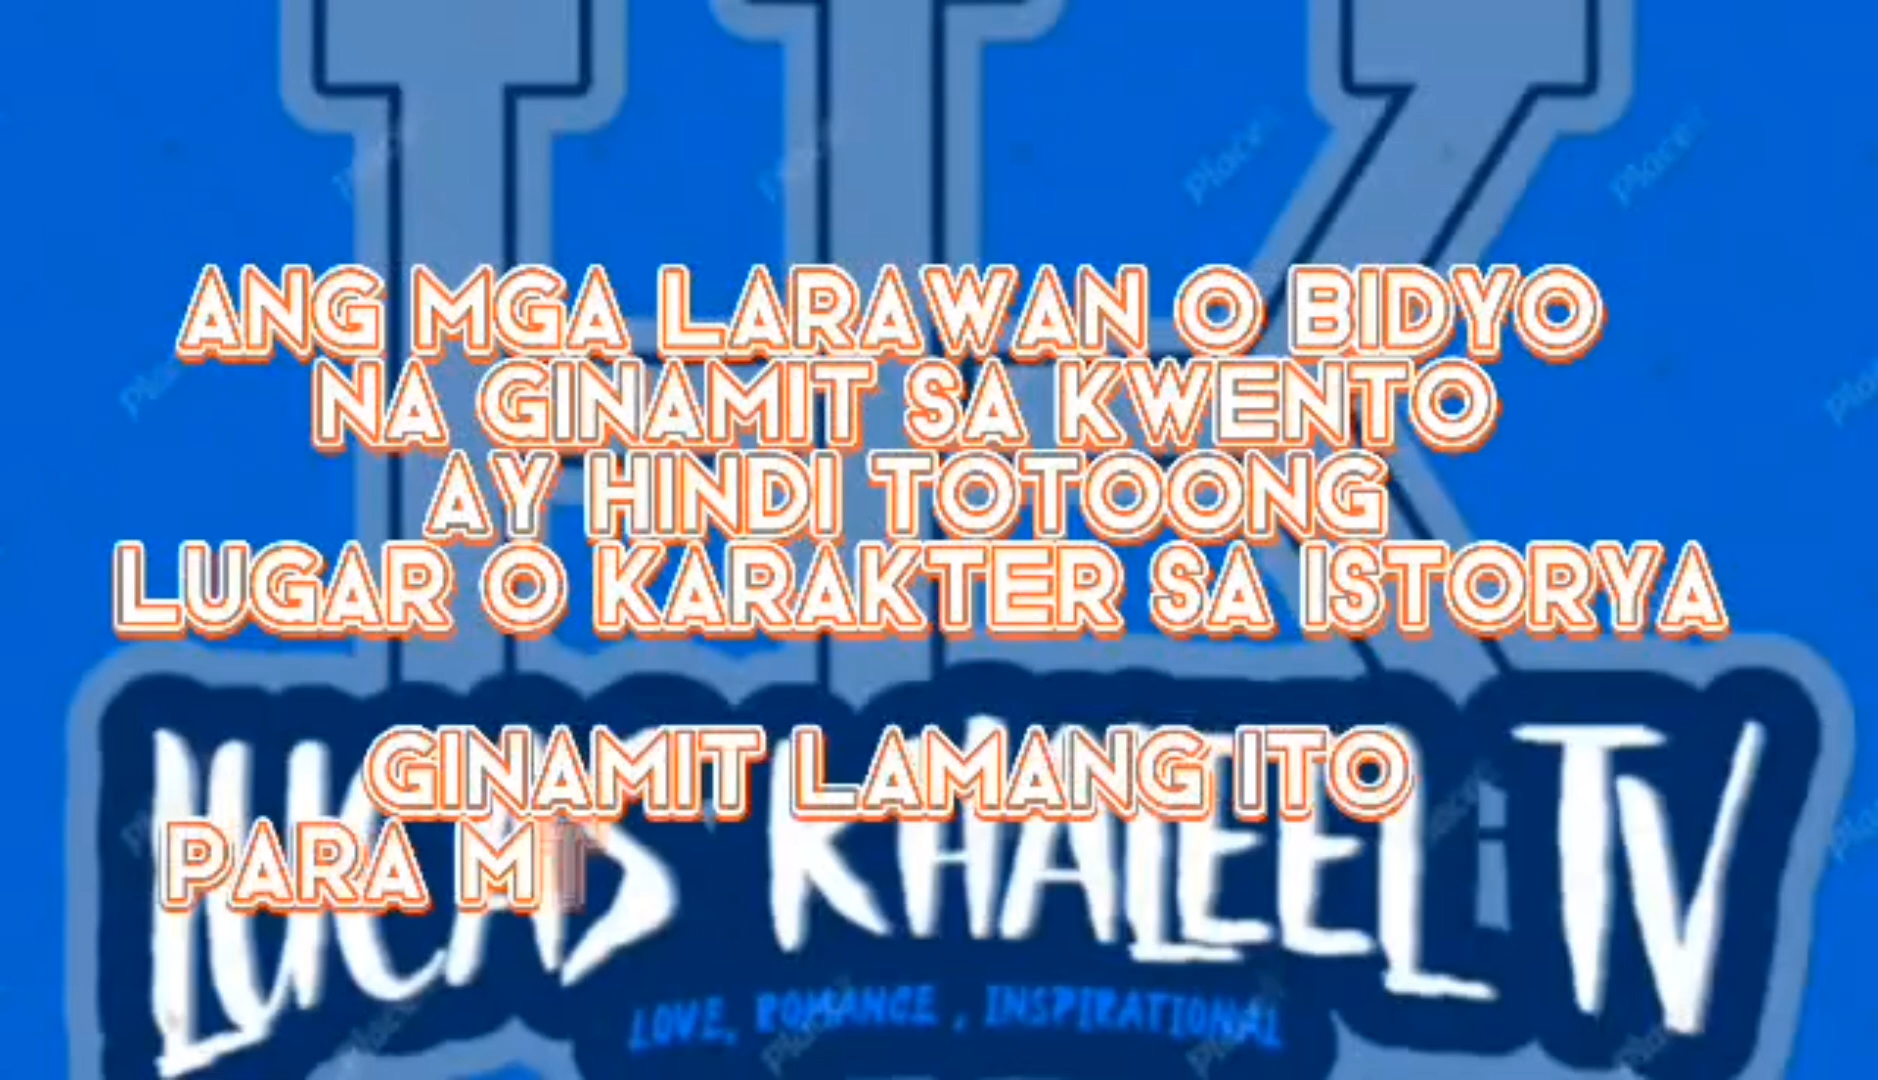 ANG MGA LARAWAN O BIDYO
NA GINAMIT SA KWENTO
AY HINDI TOTOONG
LUGAR O KARAKTER SA ISTORYA
GINAMIT LAMANG ITO
PARA M
LUCAS KHALEEL TV
LOVE, ROMANCE, INSPIRATIONAL